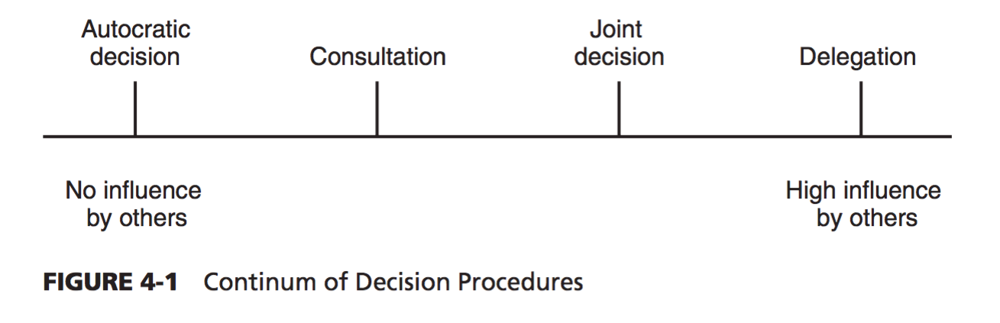 Autocratic
decision
Consultation
Joint
decision
Delegation
No influence
by others
High influence
by others
FIGURE 4-1 Continum of Decision Procedures